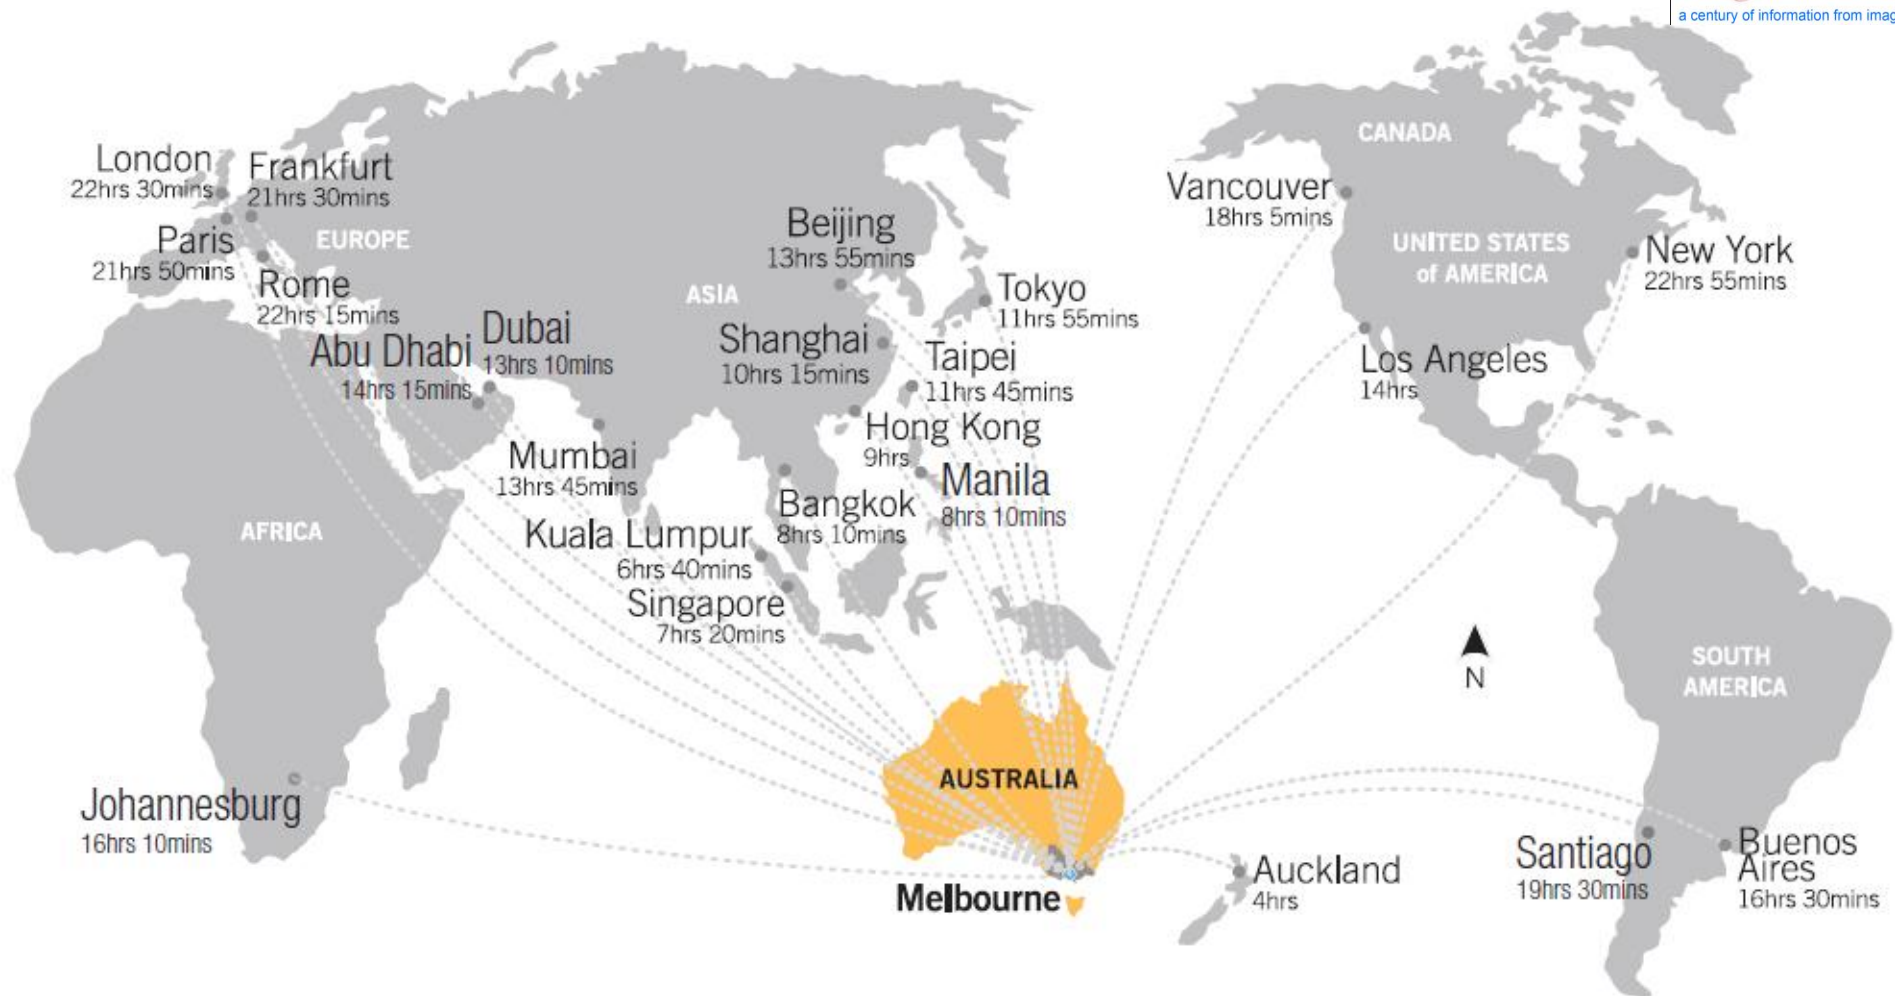 a century of information from imag
London
22hrs 30mins
Frankfurt
21hrs 30mins
Paris
21hrs 50mins
EUROPE
Rome
22hrs 15mins
Abu Dhabi
14hrs 15mins
Dubai
13hrs 10mins
ASIA
Beijing
13hrs 55mins
Tokyo
11hrs 55mins
Shanghai
10hrs 15mins
Taipei
11hrs 45mins
Hong Kong
9hrs
Manila
8hrs 10mins
Mumbai
13hrs 45mins
Bangkok
8hrs 10mins
Kuala Lumpur
6hrs 40mins
Singapore
7hrs 20mins
AFRICA
Johannesburg
16hrs 10mins
AUSTRALIA
Melbourne
Auckland
4hrs
CANADA
Vancouver
18hrs 5mins
UNITED STATES
of AMERICA
New York
22hrs 55mins
Los Angeles
14hrs
N
SOUTH
AMERICA
Santiago
19hrs 30mins
Buenos
Aires
16hrs 30mins